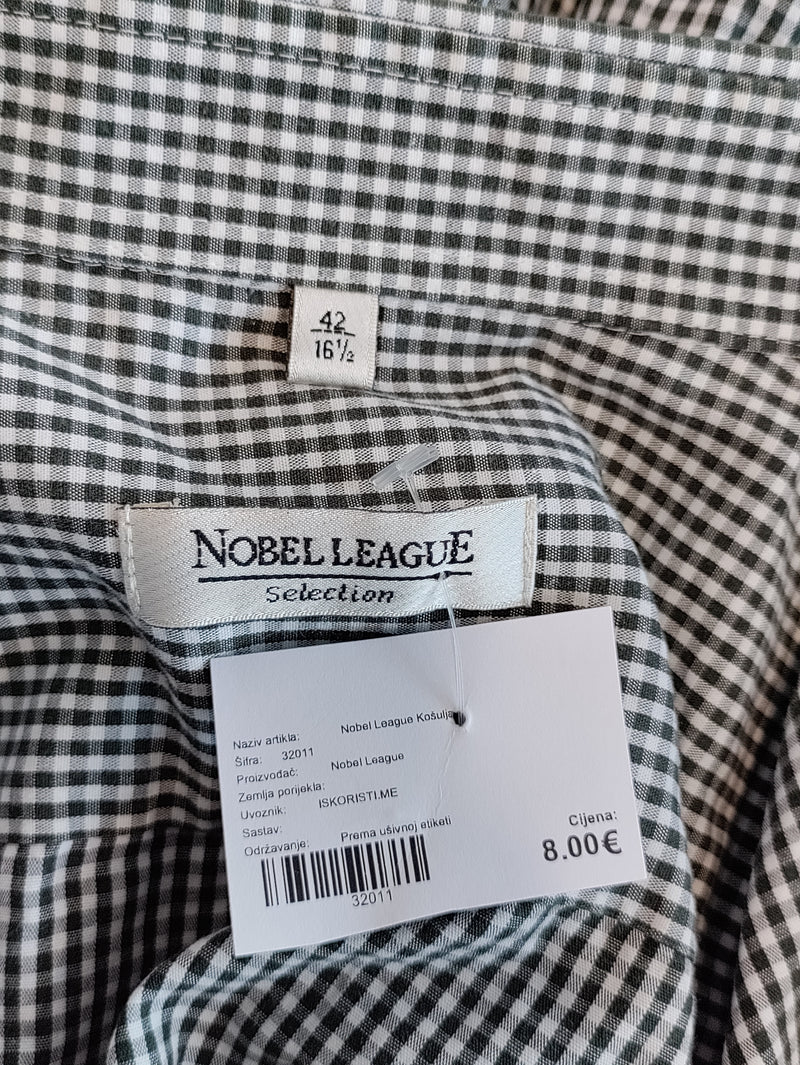 42
16½
NOBEL LEAGUE
Selection
Naziv artikla: Nobel League Košulja
Šifra: 32011
Proizvođač: Nobel League
Zemlja porijekla:
Uvoznik: ISKORISTI.ME
Sastav:
Održavanje: Prema ušivnoj etiketi
Cijena:
8.00€
32011